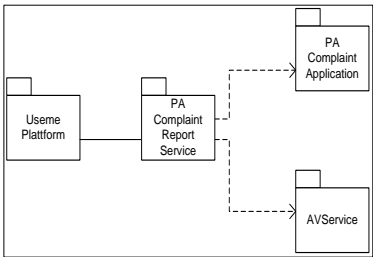 PA
Complaint
Application
Useme
Plattform
PA
Complaint
Report
Service
AVService